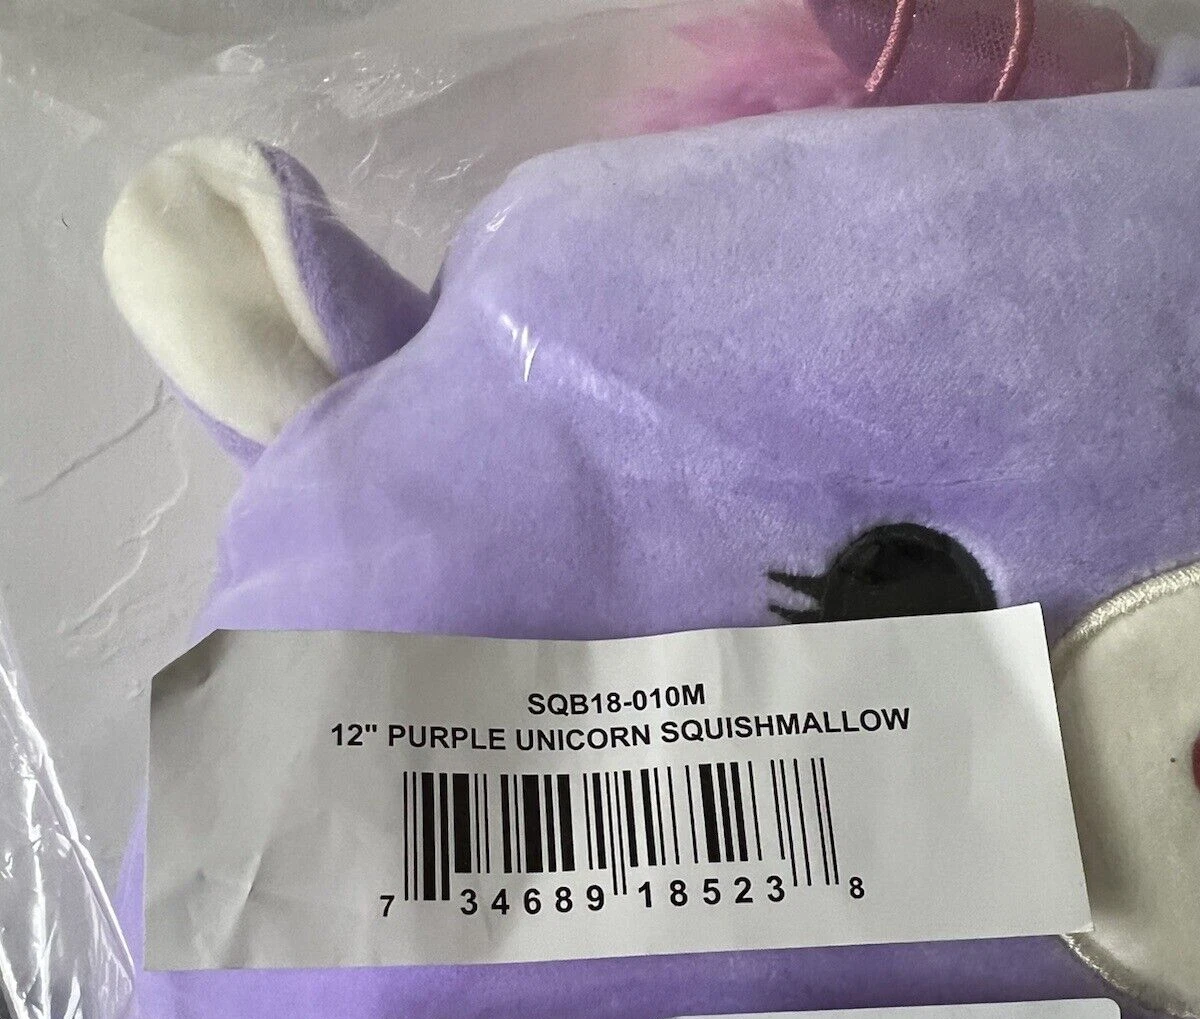 SQB18-010M
12" PURPLE UNICORN SQUISHMALLOW
7 34689 18523 8